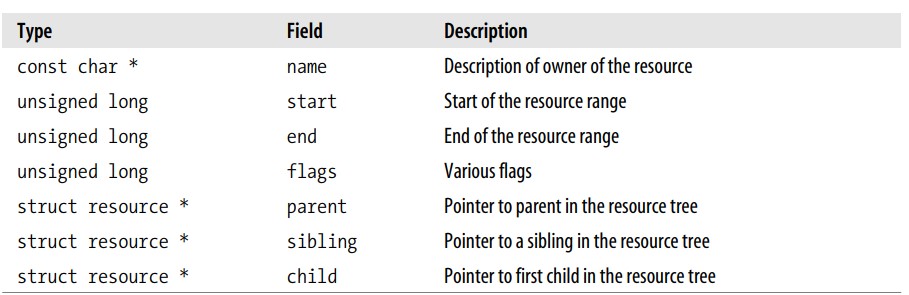 Type Field Description
const char * name Description of owner of the resource
unsigned long start Start of the resource range
unsigned long end End of the resource range
unsigned long flags Various flags
struct resource * parent Pointer to parent in the resource tree
struct resource * sibling Pointer to a sibling in the resource tree
struct resource * child Pointer to first child in the resource tree